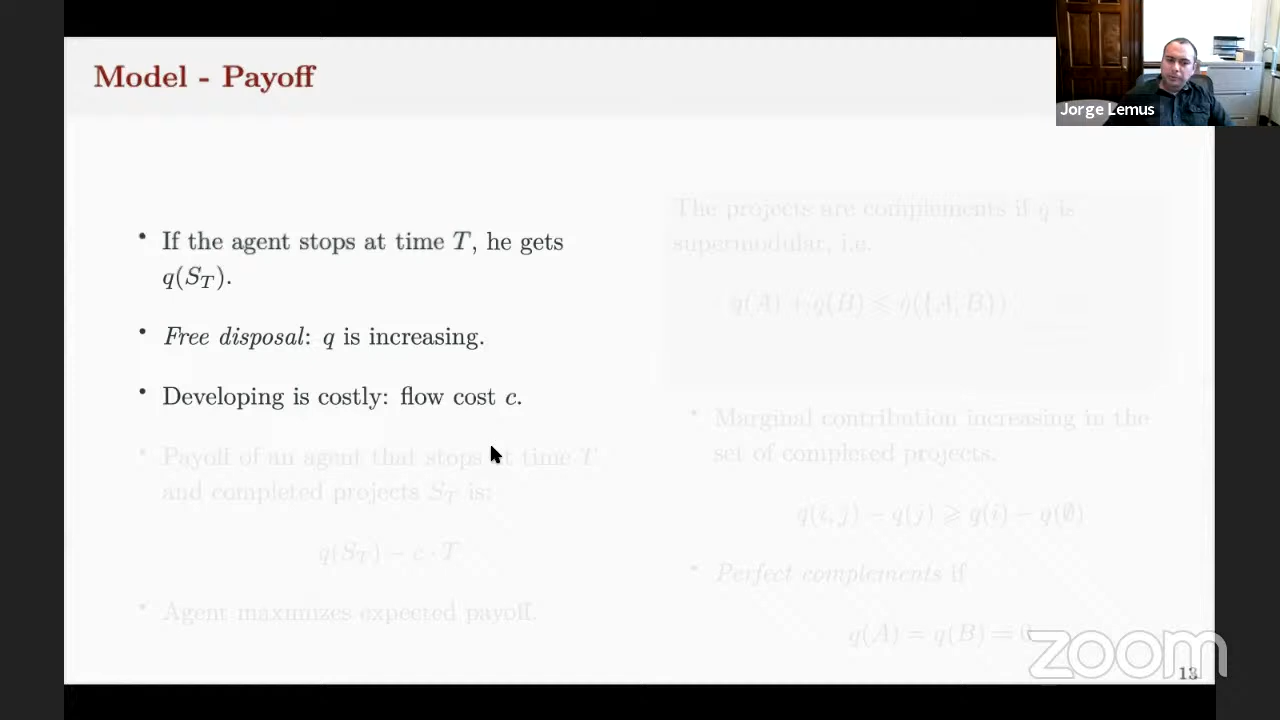 Model - Payoff
Jorge Lemus
• If the agent stops at time T, he gets
q(S_T).
• Free disposal: q is increasing.
• Developing is costly: flow cost c.
• Payoff of an agent that stops at time T
and completed projects S_T is:
q(S_T) − c · T
• Agent maximizes expected payoff.
The projects are complements if q is
supermodular, i.e.
q(A) + q(B) ⩽ q({A, B})
• Marginal contribution increasing in the
set of completed projects.
q(i, j) − q(j) ⩾ q(i) − q(∅)
• Perfect complements if
q(A) = q(B) = 0
zoom
13